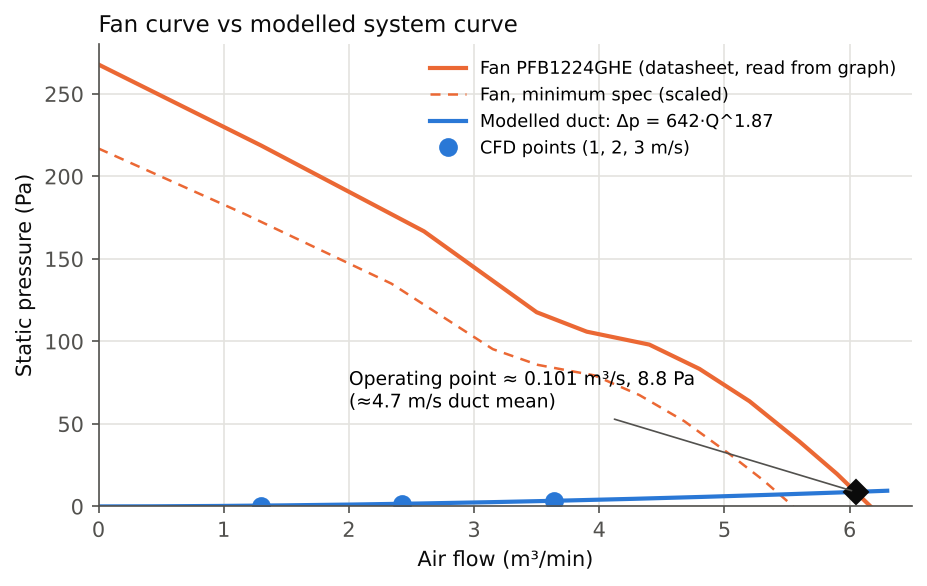 Fan curve vs modelled system curve
Fan PFB1224GHE (datasheet, read from graph)
Fan, minimum spec (scaled)
Modelled duct: Δp = 642·Q^1.87
CFD points (1, 2, 3 m/s)
Static pressure (Pa)
250
200
150
100
50
0
Operating point ≈ 0.101 m³/s, 8.8 Pa
(≈4.7 m/s duct mean)
0 1 2 3 4 5 6
Air flow (m³/min)